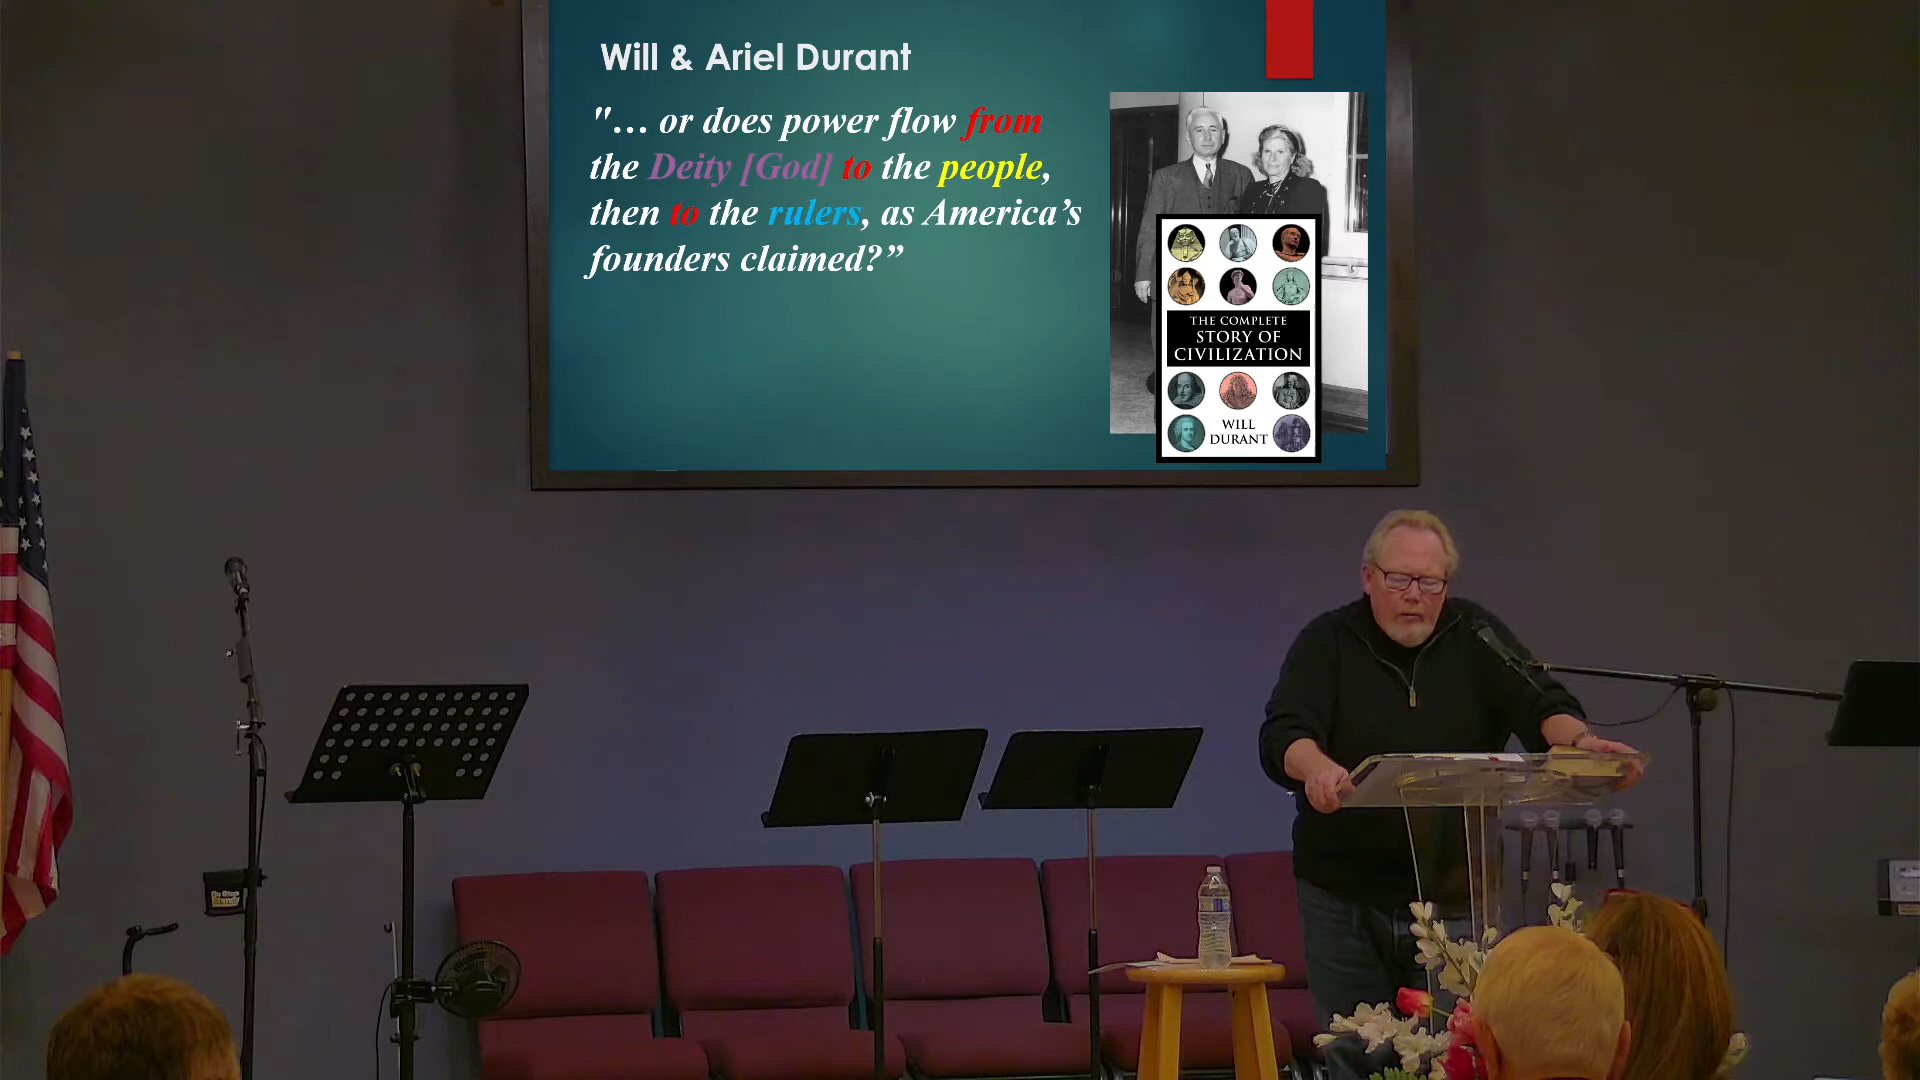 Will & Ariel Durant
"… or does power flow from
the Deity [God] to the people,
then to the rulers, as America’s
founders claimed?”
THE COMPLETE
STORY OF
CIVILIZATION
WILL
DURANT